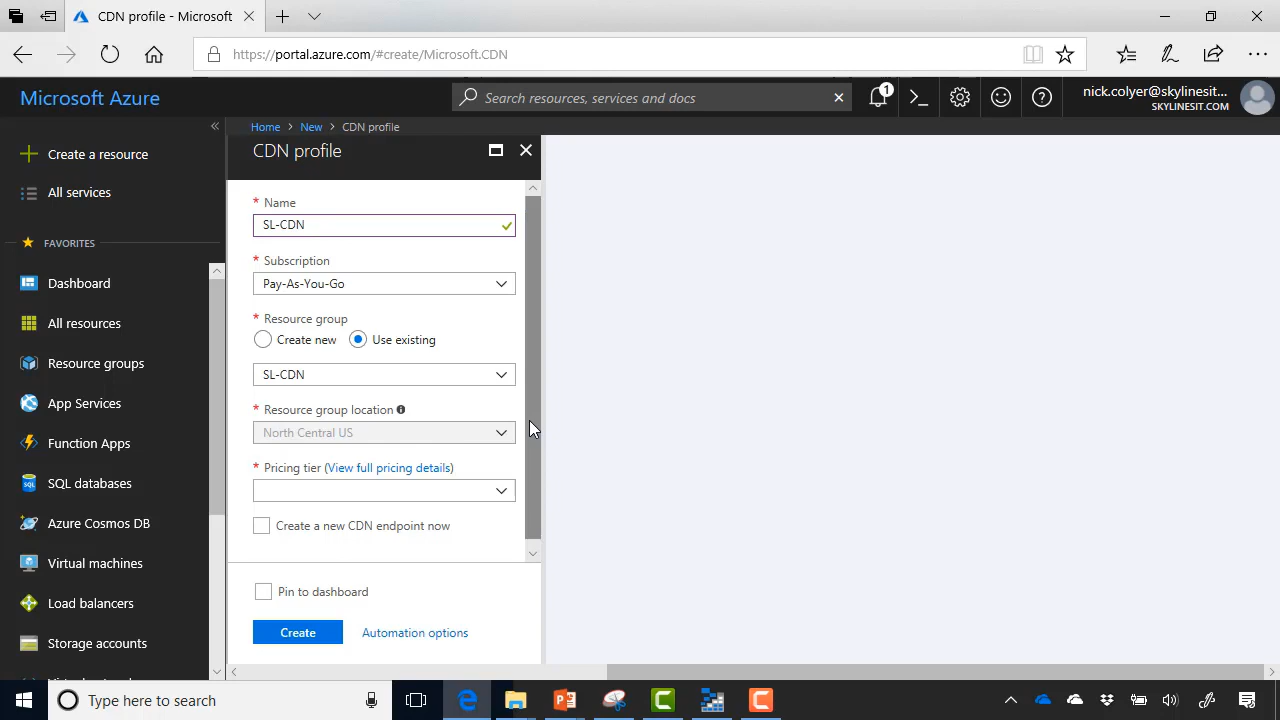 CDN profile - Microsoft
https://portal.azure.com/#create/Microsoft.CDN
Microsoft Azure
Search resources, services and docs
1
nick.colyer@skylinesit...
SKYLINESIT.COM
Create a resource
All services
FAVORITES
Dashboard
All resources
Resource groups
App Services
Function Apps
SQL databases
Azure Cosmos DB
Virtual machines
Load balancers
Storage accounts
Home > New > CDN profile
CDN profile
* Name
SL-CDN
* Subscription
Pay-As-You-Go
* Resource group
Create new Use existing
SL-CDN
* Resource group location
North Central US
* Pricing tier (View full pricing details)
Create a new CDN endpoint now
Pin to dashboard
Create Automation options
Type here to search